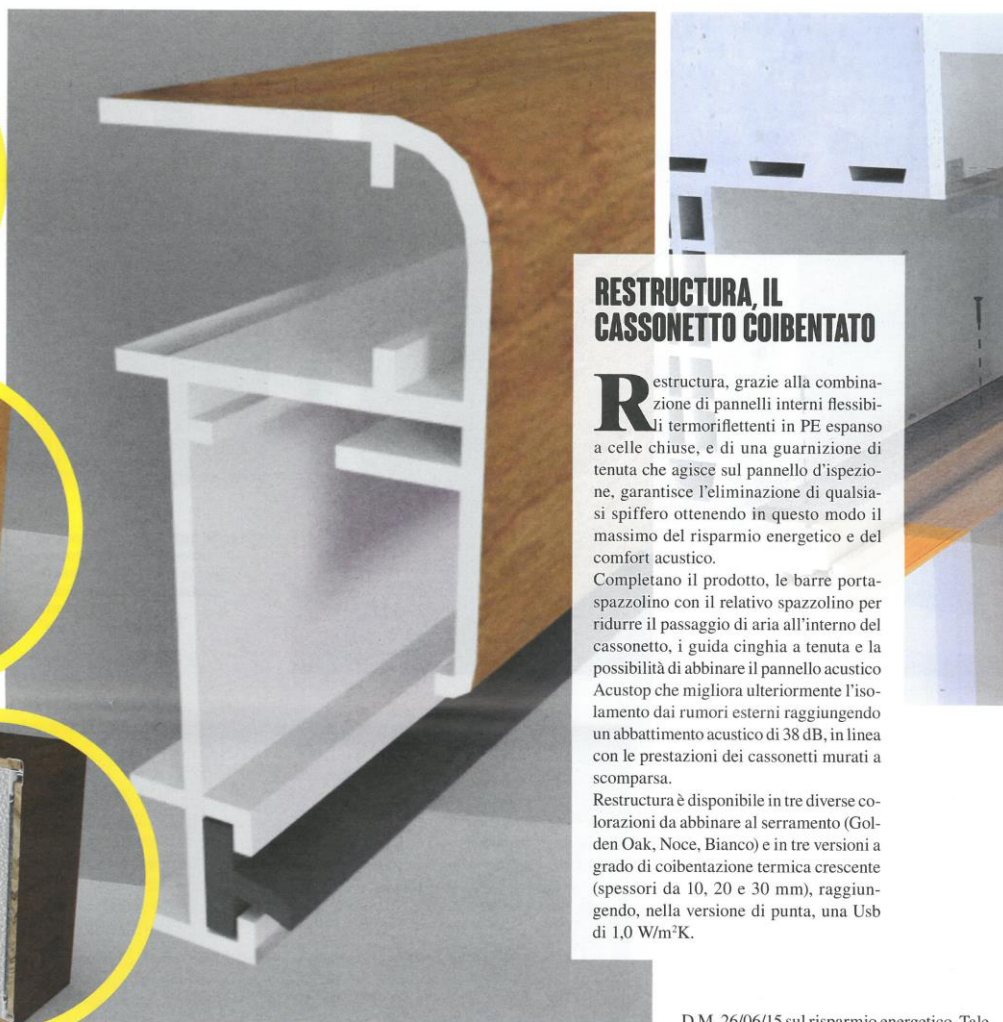 RESTRUCTURA, IL
CASSONETTO COIBENTATO
Restructura, grazie alla combina-
zione di pannelli interni flessibi-
li termoriflettenti in PE espanso
a celle chiuse, e di una guarnizione di
tenuta che agisce sul pannello d'ispezio-
ne, garantisce l'eliminazione di qualsia-
si spiffero ottenendo in questo modo il
massimo del risparmio energetico e del
comfort acustico.
Completano il prodotto, le barre porta-
spazzolino con il relativo spazzolino per
ridurre il passaggio di aria all'interno del
cassonetto, i guida cinghia a tenuta e la
possibilità di abbinare il pannello acustico
Acustop che migliora ulteriormente l'iso-
lamento dai rumori esterni raggiungendo
un abbattimento acustico di 38 dB, in linea
con le prestazioni dei cassonetti murati a
scomparsa.
Restructura è disponibile in tre diverse co-
lorazioni da abbinare al serramento (Gol-
den Oak, Noce, Bianco) e in tre versioni a
grado di coibentazione termica crescente
(spessori da 10, 20 e 30 mm), raggiun-
gendo, nella versione di punta, una Usb
di 1,0 W/m²K.
D.M. 26/06/15 sul risparmio energetico. Tale